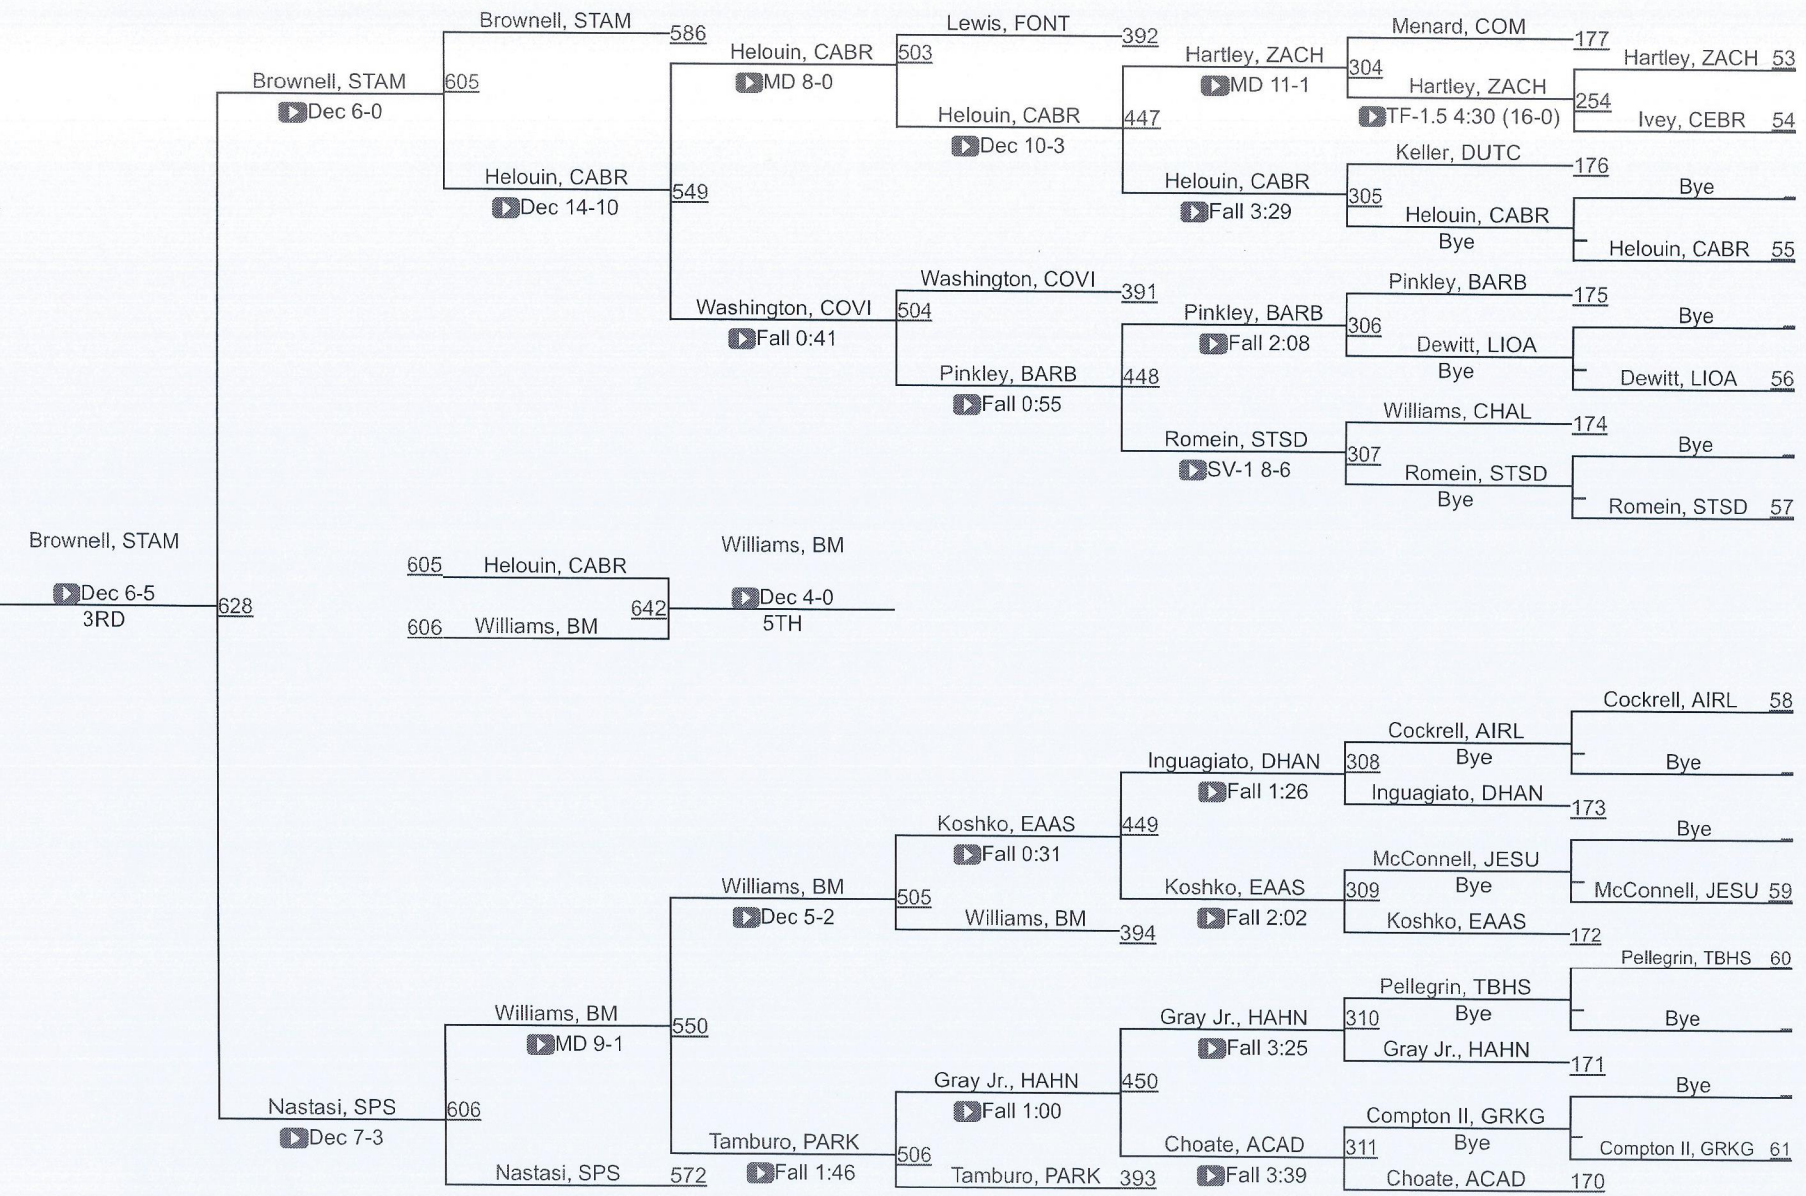 Brownell, STAM
586
Lewis, FONT
392
Menard, COM
177
Hartley, ZACH 53
Helouin, CABR
503
Hartley, ZACH
304
MD 8-0
MD 11-1
Hartley, ZACH
254
TF-1.5 4:30 (16-0)
Ivey, CEBR 54
Brownell, STAM
605
Dec 6-0
Helouin, CABR
447
Dec 10-3
Keller, DUTC
176
Bye
Helouin, CABR
549
Dec 14-10
Helouin, CABR
305
Fall 3:29
Helouin, CABR
Bye
Helouin, CABR 55
Washington, COVI
391
Pinkley, BARB
175
Bye
Washington, COVI
504
Fall 0:41
Pinkley, BARB
306
Fall 2:08
Dewitt, LIOA
Bye
Dewitt, LIOA 56
Pinkley, BARB
448
Fall 0:55
Williams, CHAL
174
Bye
Romein, STSD
307
SV-1 8-6
Romein, STSD
Bye
Romein, STSD 57
Brownell, STAM
Dec 6-5
3RD
628
605 Helouin, CABR
606 Williams, BM
642
Williams, BM
Dec 4-0
5TH
Cockrell, AIRL 58
Cockrell, AIRL
Bye
Bye
Inguagiato, DHAN
308
Fall 1:26
Inguagiato, DHAN
173
Koshko, EAAS
449
Fall 0:31
Bye
McConnell, JESU
Bye
McConnell, JESU 59
Williams, BM
505
Dec 5-2
Koshko, EAAS
309
Fall 2:02
Koshko, EAAS
172
Williams, BM
394
Pellegrin, TBHS 60
Pellegrin, TBHS
Bye
Bye
Williams, BM
550
MD 9-1
Gray Jr., HAHN
310
Fall 3:25
Gray Jr., HAHN
171
Gray Jr., HAHN
450
Fall 1:00
Bye
Nastasi, SPS
606
Dec 7-3
Compton II, GRKG
Bye
Compton II, GRKG 61
Tamburo, PARK
506
Fall 1:46
Choate, ACAD
311
Fall 3:39
Nastasi, SPS
572
Tamburo, PARK 393
Choate, ACAD
170